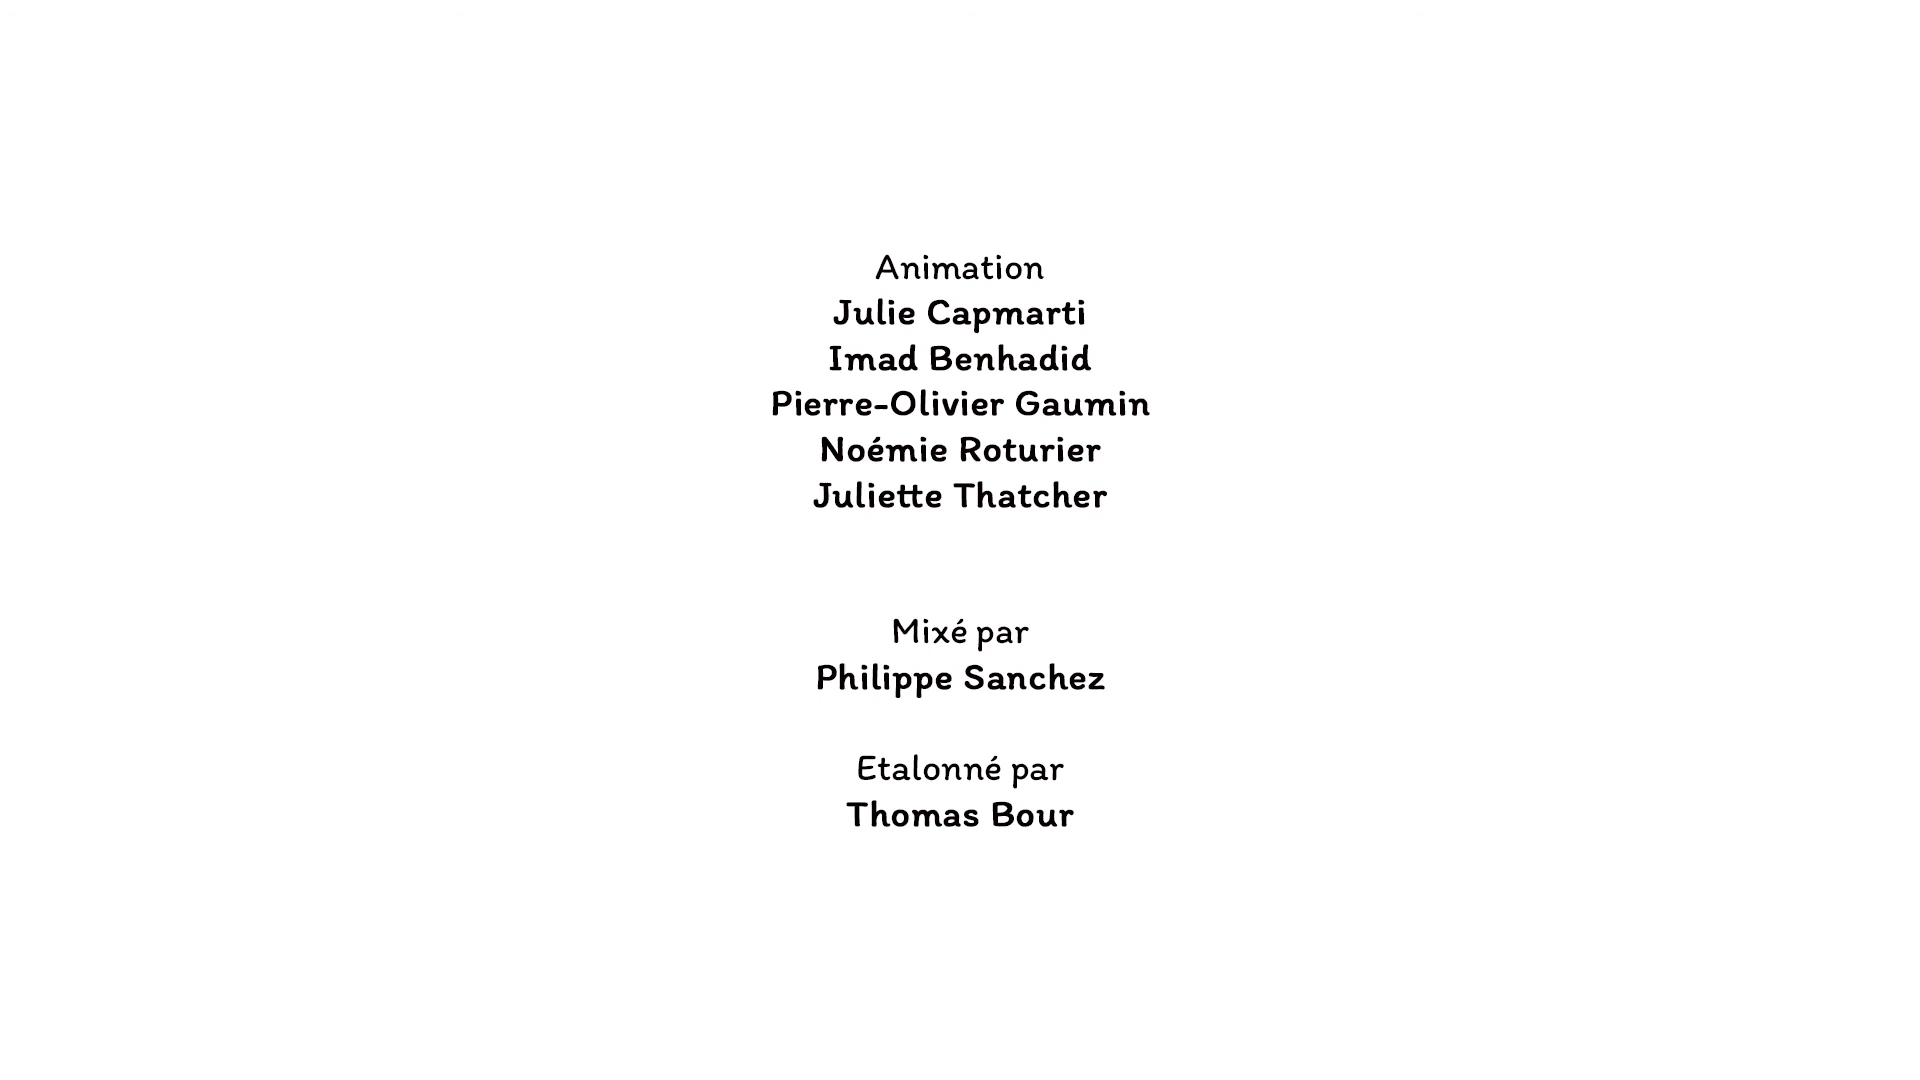 Animation
Julie Capmarti
Imad Benhadid
Pierre-Olivier Gaumin
Noémie Roturier
Juliette Thatcher
Mixé par
Philippe Sanchez
Etalonné par
Thomas Bour